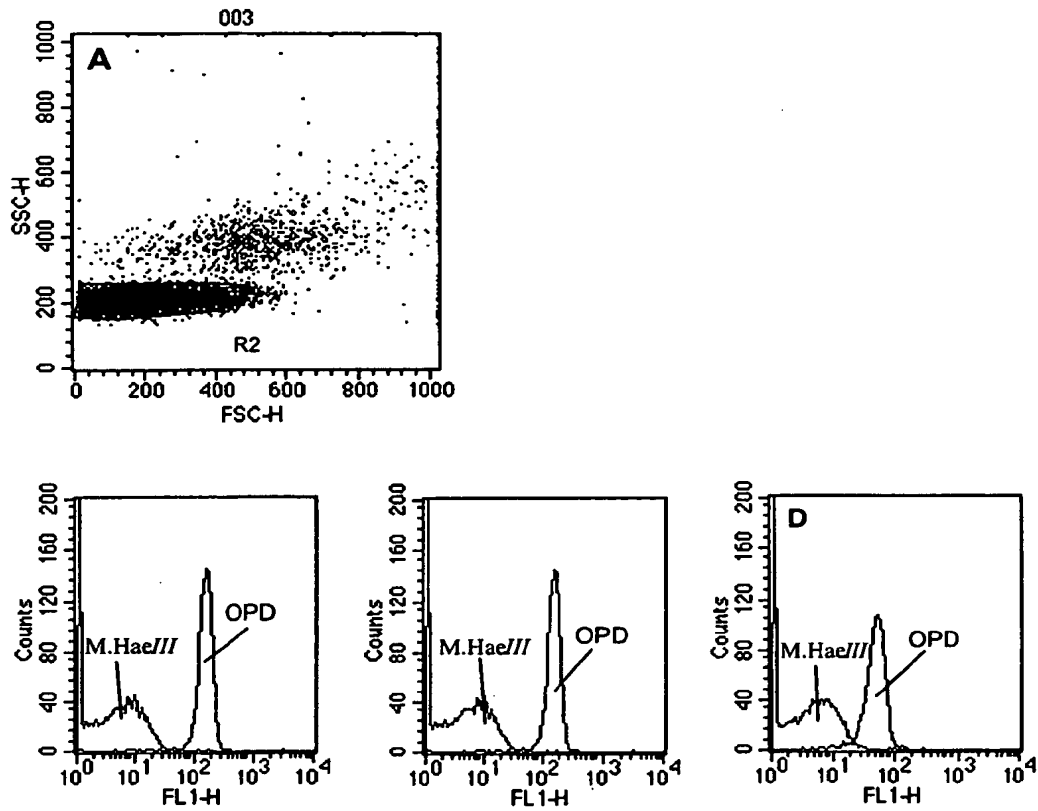 003
A
1000
800
600
400
200
0
SSC-H
R2
0 200 400 600 800 1000
FSC-H
200
160
120
80
40
0
Counts
M.HaeIII
OPD
10^0 10^1 10^2 10^3 10^4
FL1-H
200
160
120
80
40
0
Counts
M.HaeIII
OPD
10^0 10^1 10^2 10^3 10^4
FL1-H
D
200
160
120
80
40
0
Counts
M.HaeIII
OPD
10^0 10^1 10^2 10^3 10^4
FL1-H